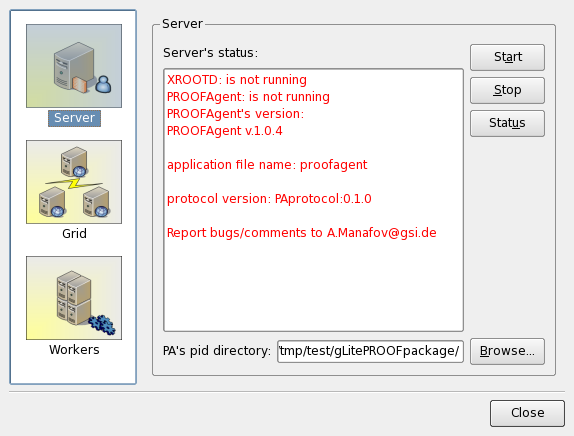 Server
Grid
Workers
Server
Server's status:
XROOTD: is not running
PROOFAgent: is not running
PROOFAgent's version:
PROOFAgent v.1.0.4
application file name: proofagent
protocol version: PAprotocol:0.1.0
Report bugs/comments to A.Manafov@gsi.de
Start
Stop
Status
PA's pid directory: tmp/test/gLitePROOFpackage/ Browse...
Close